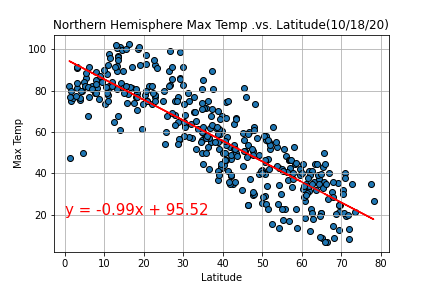 Northern Hemisphere Max Temp .vs. Latitude(10/18/20)
100
80
60
40
20
Max Temp
y = -0.99x + 95.52
0 10 20 30 40 50 60 70 80
Latitude